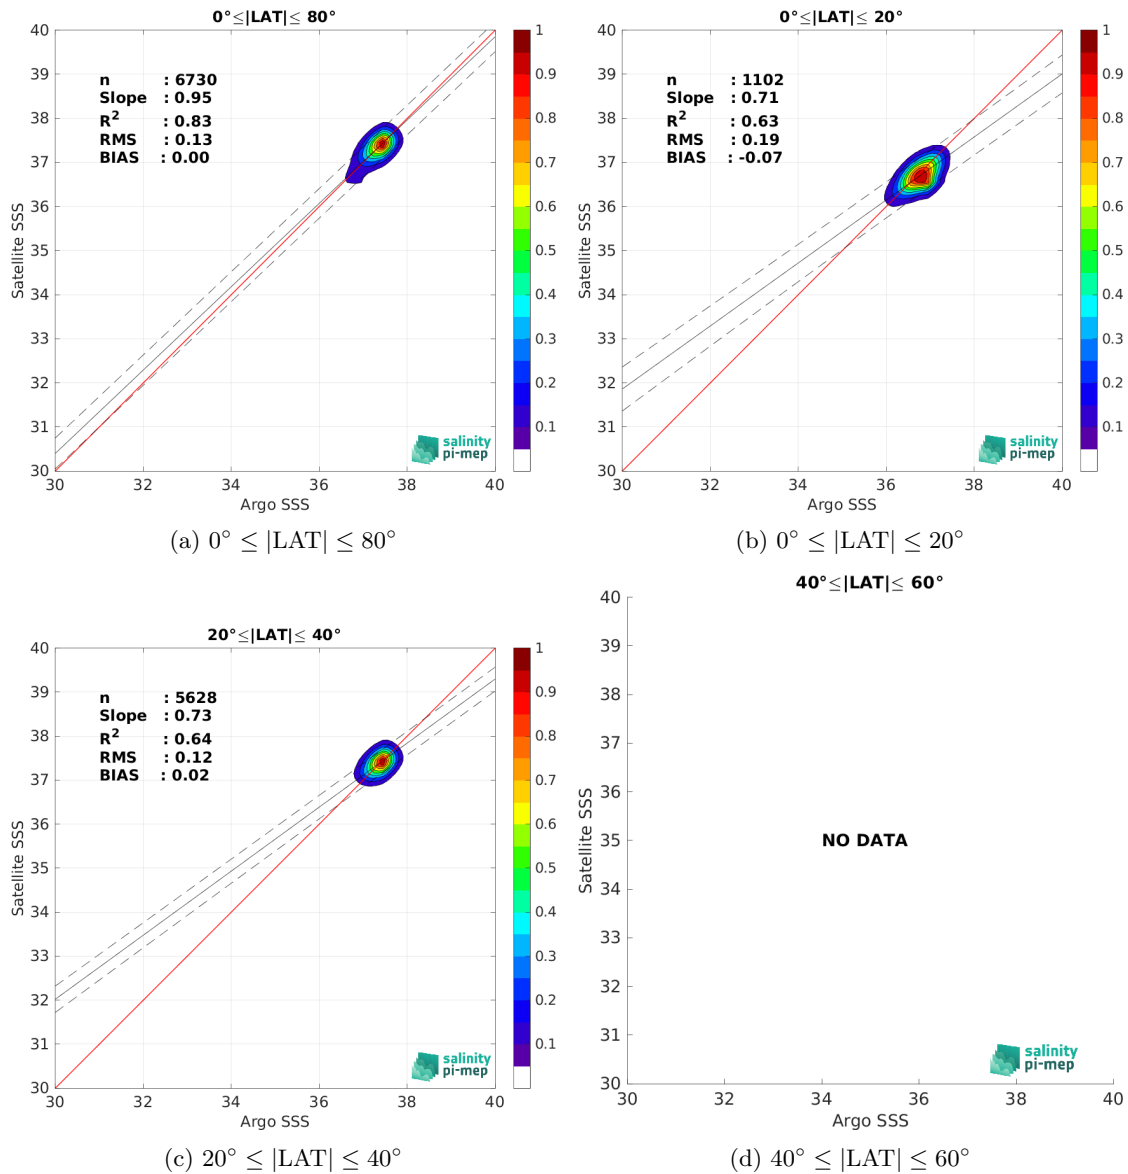 0°≤|LAT|≤ 80°
n : 6730
Slope : 0.95
R² : 0.83
RMS : 0.13
BIAS : 0.00
40
39
38
37
36
35
34
33
32
31
30
Satellite SSS
30 32 34 36 38 40
Argo SSS
1
0.9
0.8
0.7
0.6
0.5
0.4
0.3
0.2
0.1
salinity
pi-mep
(a) 0° ≤ |LAT| ≤ 80°
0°≤|LAT|≤ 20°
n : 1102
Slope : 0.71
R² : 0.63
RMS : 0.19
BIAS : -0.07
40
39
38
37
36
35
34
33
32
31
30
Satellite SSS
30 32 34 36 38 40
Argo SSS
1
0.9
0.8
0.7
0.6
0.5
0.4
0.3
0.2
0.1
salinity
pi-mep
(b) 0° ≤ |LAT| ≤ 20°
20°≤|LAT|≤ 40°
n : 5628
Slope : 0.73
R² : 0.64
RMS : 0.12
BIAS : 0.02
40
39
38
37
36
35
34
33
32
31
30
Satellite SSS
30 32 34 36 38 40
Argo SSS
1
0.9
0.8
0.7
0.6
0.5
0.4
0.3
0.2
0.1
salinity
pi-mep
(c) 20° ≤ |LAT| ≤ 40°
40°≤|LAT|≤ 60°
40
39
38
37
36
35
34
33
32
31
30
Satellite SSS
NO DATA
30 32 34 36 38 40
Argo SSS
salinity
pi-mep
(d) 40° ≤ |LAT| ≤ 60°